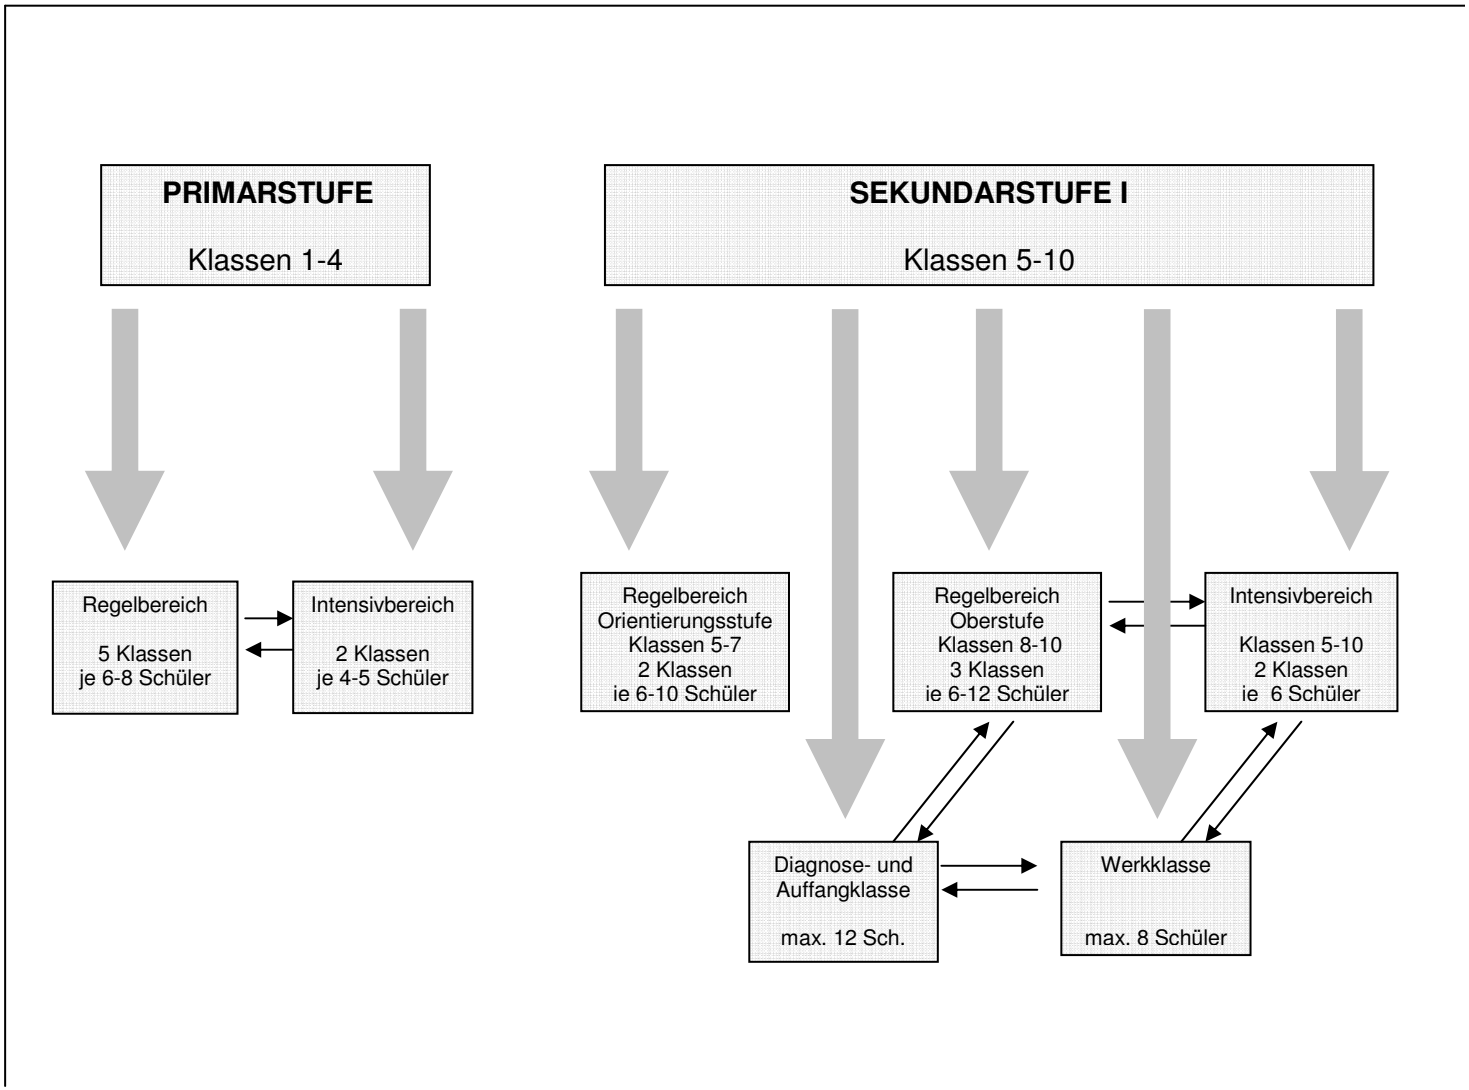 PRIMARSTUFE
Klassen 1-4
SEKUNDARSTUFE I
Klassen 5-10
Regelbereich
5 Klassen
je 6-8 Schüler
Intensivbereich
2 Klassen
je 4-5 Schüler
Regelbereich
Orientierungsstufe
Klassen 5-7
2 Klassen
ie 6-10 Schüler
Regelbereich
Oberstufe
Klassen 8-10
3 Klassen
ie 6-12 Schüler
Intensivbereich
Klassen 5-10
2 Klassen
ie 6 Schüler
Diagnose- und
Auffangklasse
max. 12 Sch.
Werkklasse
max. 8 Schüler